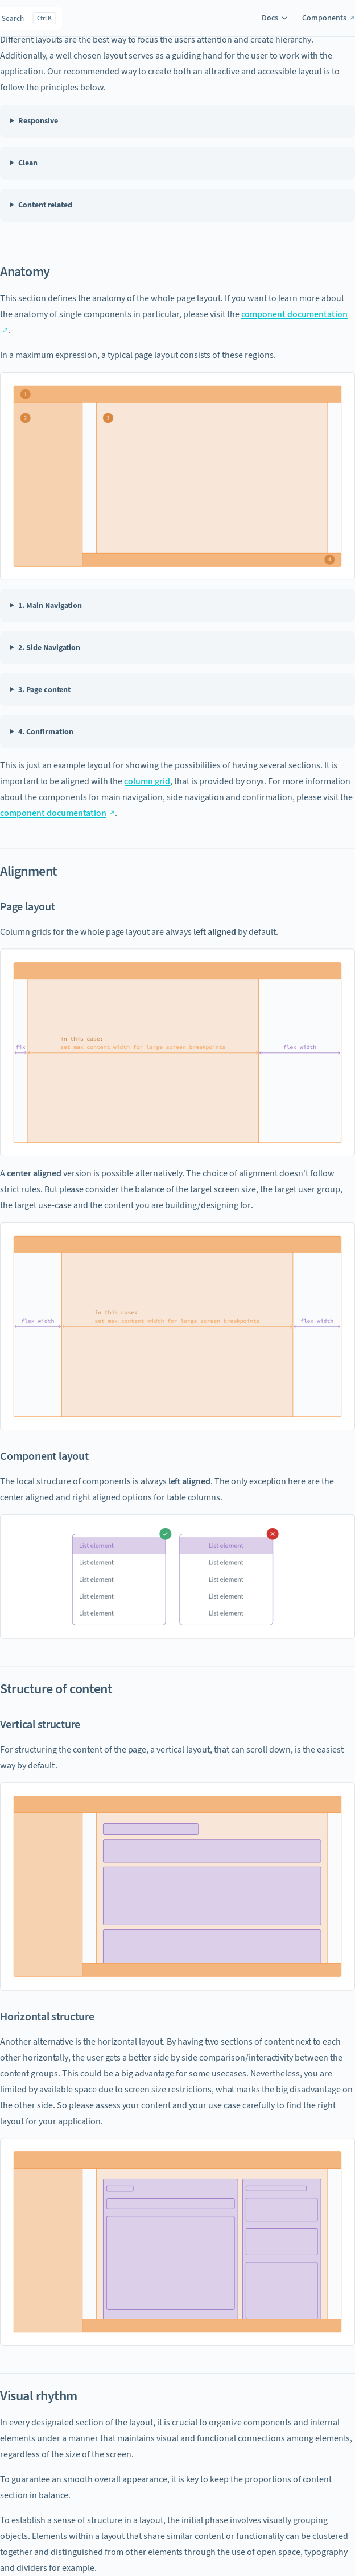 Search
Ctrl K
Docs
Components
Different layouts are the best way to focus the users attention and create hierarchy.
Additionally, a well chosen layout serves as a guiding hand for the user to work with the
application. Our recommended way to create both an attractive and accessible layout is to
follow the principles below.
Responsive
Clean
Content related
Anatomy
This section defines the anatomy of the whole page layout. If you want to learn more about
the anatomy of single components in particular, please visit the component documentation
.
In a maximum expression, a typical page layout consists of these regions.
1
2
3
4
1. Main Navigation
2. Side Navigation
3. Page content
4. Confirmation
This is just an example layout for showing the possibilities of having several sections. It is
important to be aligned with the column grid, that is provided by onyx. For more information
about the components for main navigation, side navigation and confirmation, please visit the
component documentation .
Alignment
Page layout
Column grids for the whole page layout are always left aligned by default.
in this case:
fix
set max content width for large screen breakpoints
flex width
A center aligned version is possible alternatively. The choice of alignment doesn't follow
strict rules. But please consider the balance of the target screen size, the target user group,
the target use-case and the content you are building/designing for.
in this case:
flex width
set max content width for large screen breakpoints
flex width
Component layout
The local structure of components is always left aligned. The only exception here are the
center aligned and right aligned options for table columns.
List element
List element
List element
List element
List element
List element
List element
List element
List element
List element
Structure of content
Vertical structure
For structuring the content of the page, a vertical layout, that can scroll down, is the easiest
way by default.
Horizontal structure
Another alternative is the horizontal layout. By having two sections of content next to each
other horizontally, the user gets a better side by side comparison/interactivity between the
content groups. This could be a big advantage for some usecases. Nevertheless, you are
limited by available space due to screen size restrictions, what marks the big disadvantage on
the other side. So please assess your content and your use case carefully to find the right
layout for your application.
Visual rhythm
In every designated section of the layout, it is crucial to organize components and internal
elements under a manner that maintains visual and functional connections among elements,
regardless of the size of the screen.
To guarantee an smooth overall appearance, it is key to keep the proportions of content
section in balance.
To establish a sense of structure in a layout, the initial phase involves visually grouping
objects. Elements within a layout that share similar content or functionality can be clustered
together and distinguished from other elements through the use of open space, typography
and dividers for example.